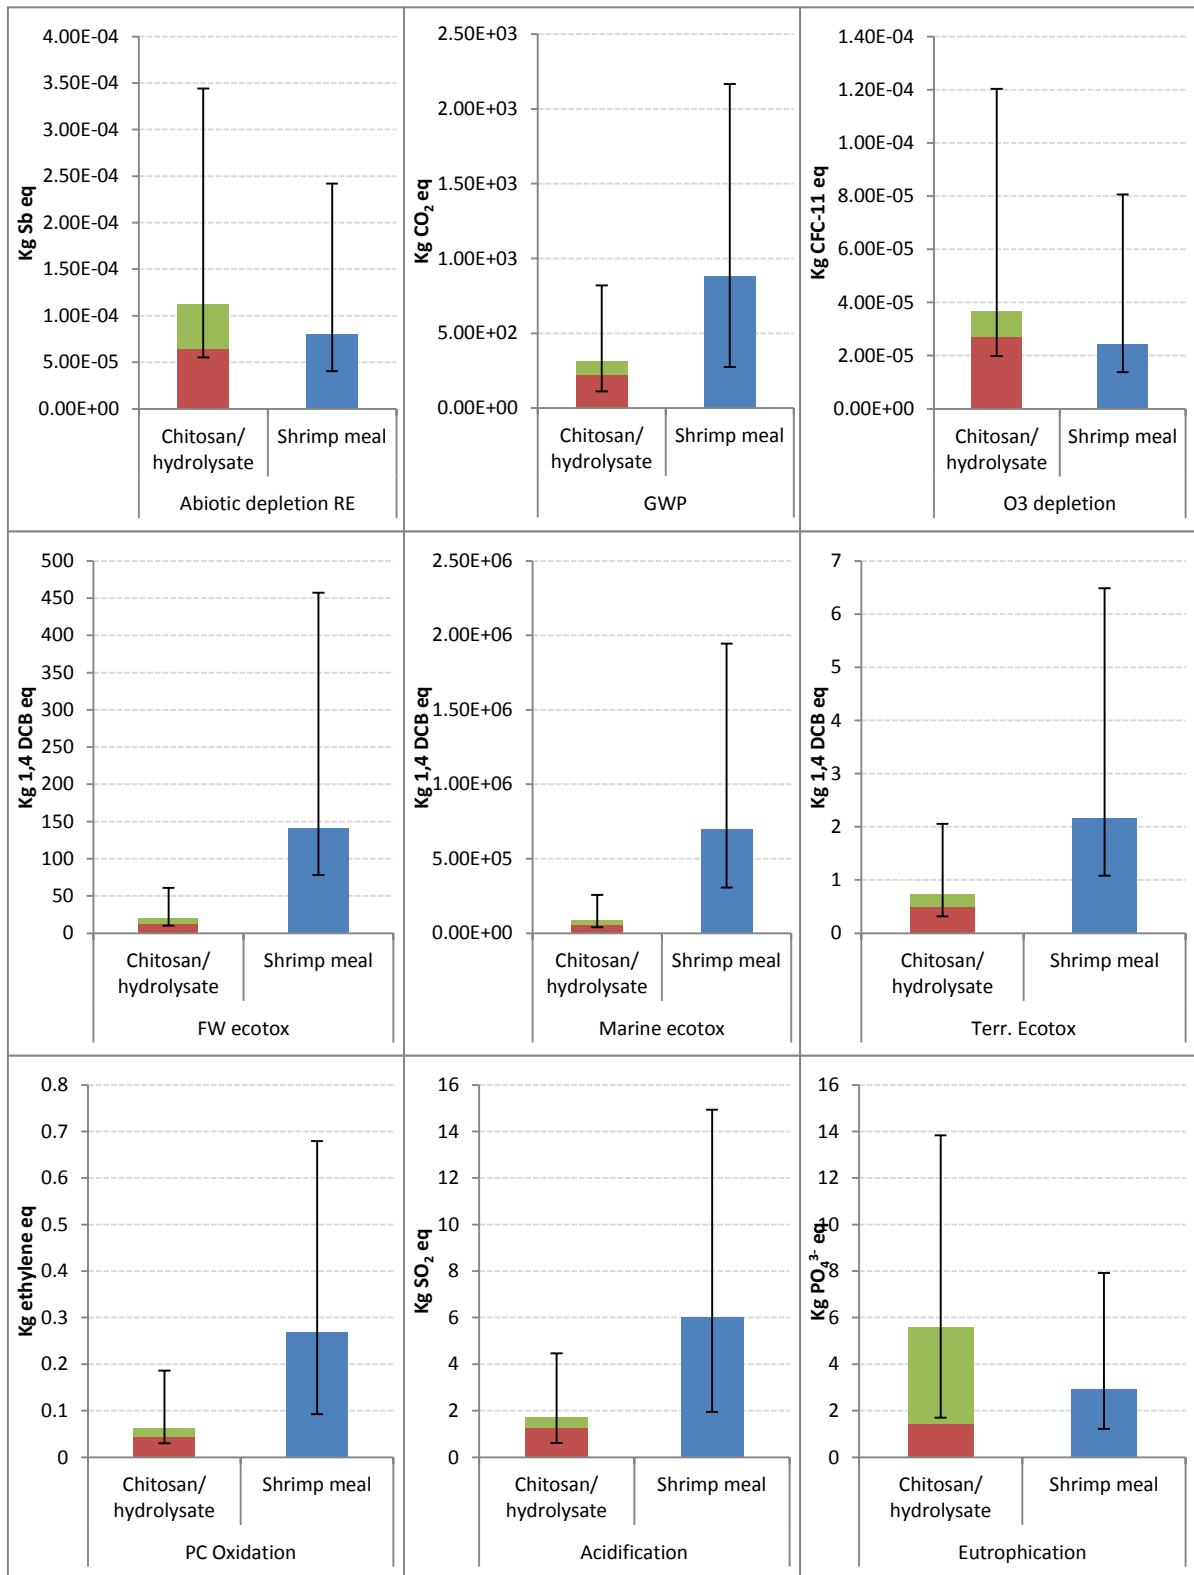 Kg Sb eq
4.00E-04
3.50E-04
3.00E-04
2.50E-04
2.00E-04
1.50E-04
1.00E-04
5.00E-05
0.00E+00
Chitosan/
hydrolysate
Shrimp meal
Abiotic depletion RE
Kg CO₂ eq
2.50E+03
2.00E+03
1.50E+03
1.00E+03
5.00E+02
0.00E+00
Chitosan/
hydrolysate
Shrimp meal
GWP
Kg CFC-11 eq
1.40E-04
1.20E-04
1.00E-04
8.00E-05
6.00E-05
4.00E-05
2.00E-05
0.00E+00
Chitosan/
hydrolysate
Shrimp meal
O3 depletion
Kg 1,4 DCB eq
500
450
400
350
300
250
200
150
100
50
0
Chitosan/
hydrolysate
Shrimp meal
FW ecotox
Kg 1,4 DCB eq
2.50E+06
2.00E+06
1.50E+06
1.00E+06
5.00E+05
0.00E+00
Chitosan/
hydrolysate
Shrimp meal
Marine ecotox
Kg 1,4 DCB eq
7
6
5
4
3
2
1
0
Chitosan/
hydrolysate
Shrimp meal
Terr. Ecotox
Kg ethylene eq
0.8
0.7
0.6
0.5
0.4
0.3
0.2
0.1
0
Chitosan/
hydrolysate
Shrimp meal
PC Oxidation
Kg SO₂ eq
16
14
12
10
8
6
4
2
0
Chitosan/
hydrolysate
Shrimp meal
Acidification
Kg PO₄³⁻ eq
16
14
12
10
8
6
4
2
0
Chitosan/
hydrolysate
Shrimp meal
Eutrophication